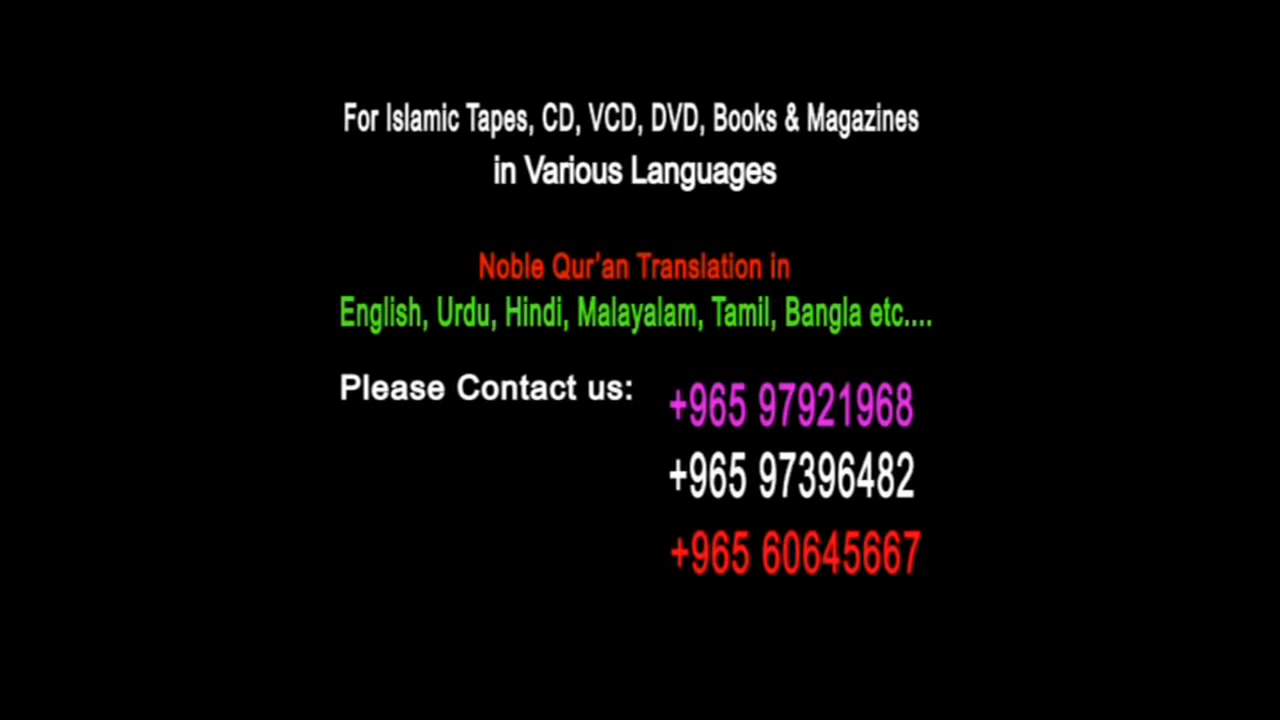 For Islamic Tapes, CD, VCD, DVD, Books & Magazines
in Various Languages
Noble Qur'an Translation in
English, Urdu, Hindi, Malayalam, Tamil, Bangla etc....
Please Contact us: +965 97921968
+965 97396482
+965 60645667